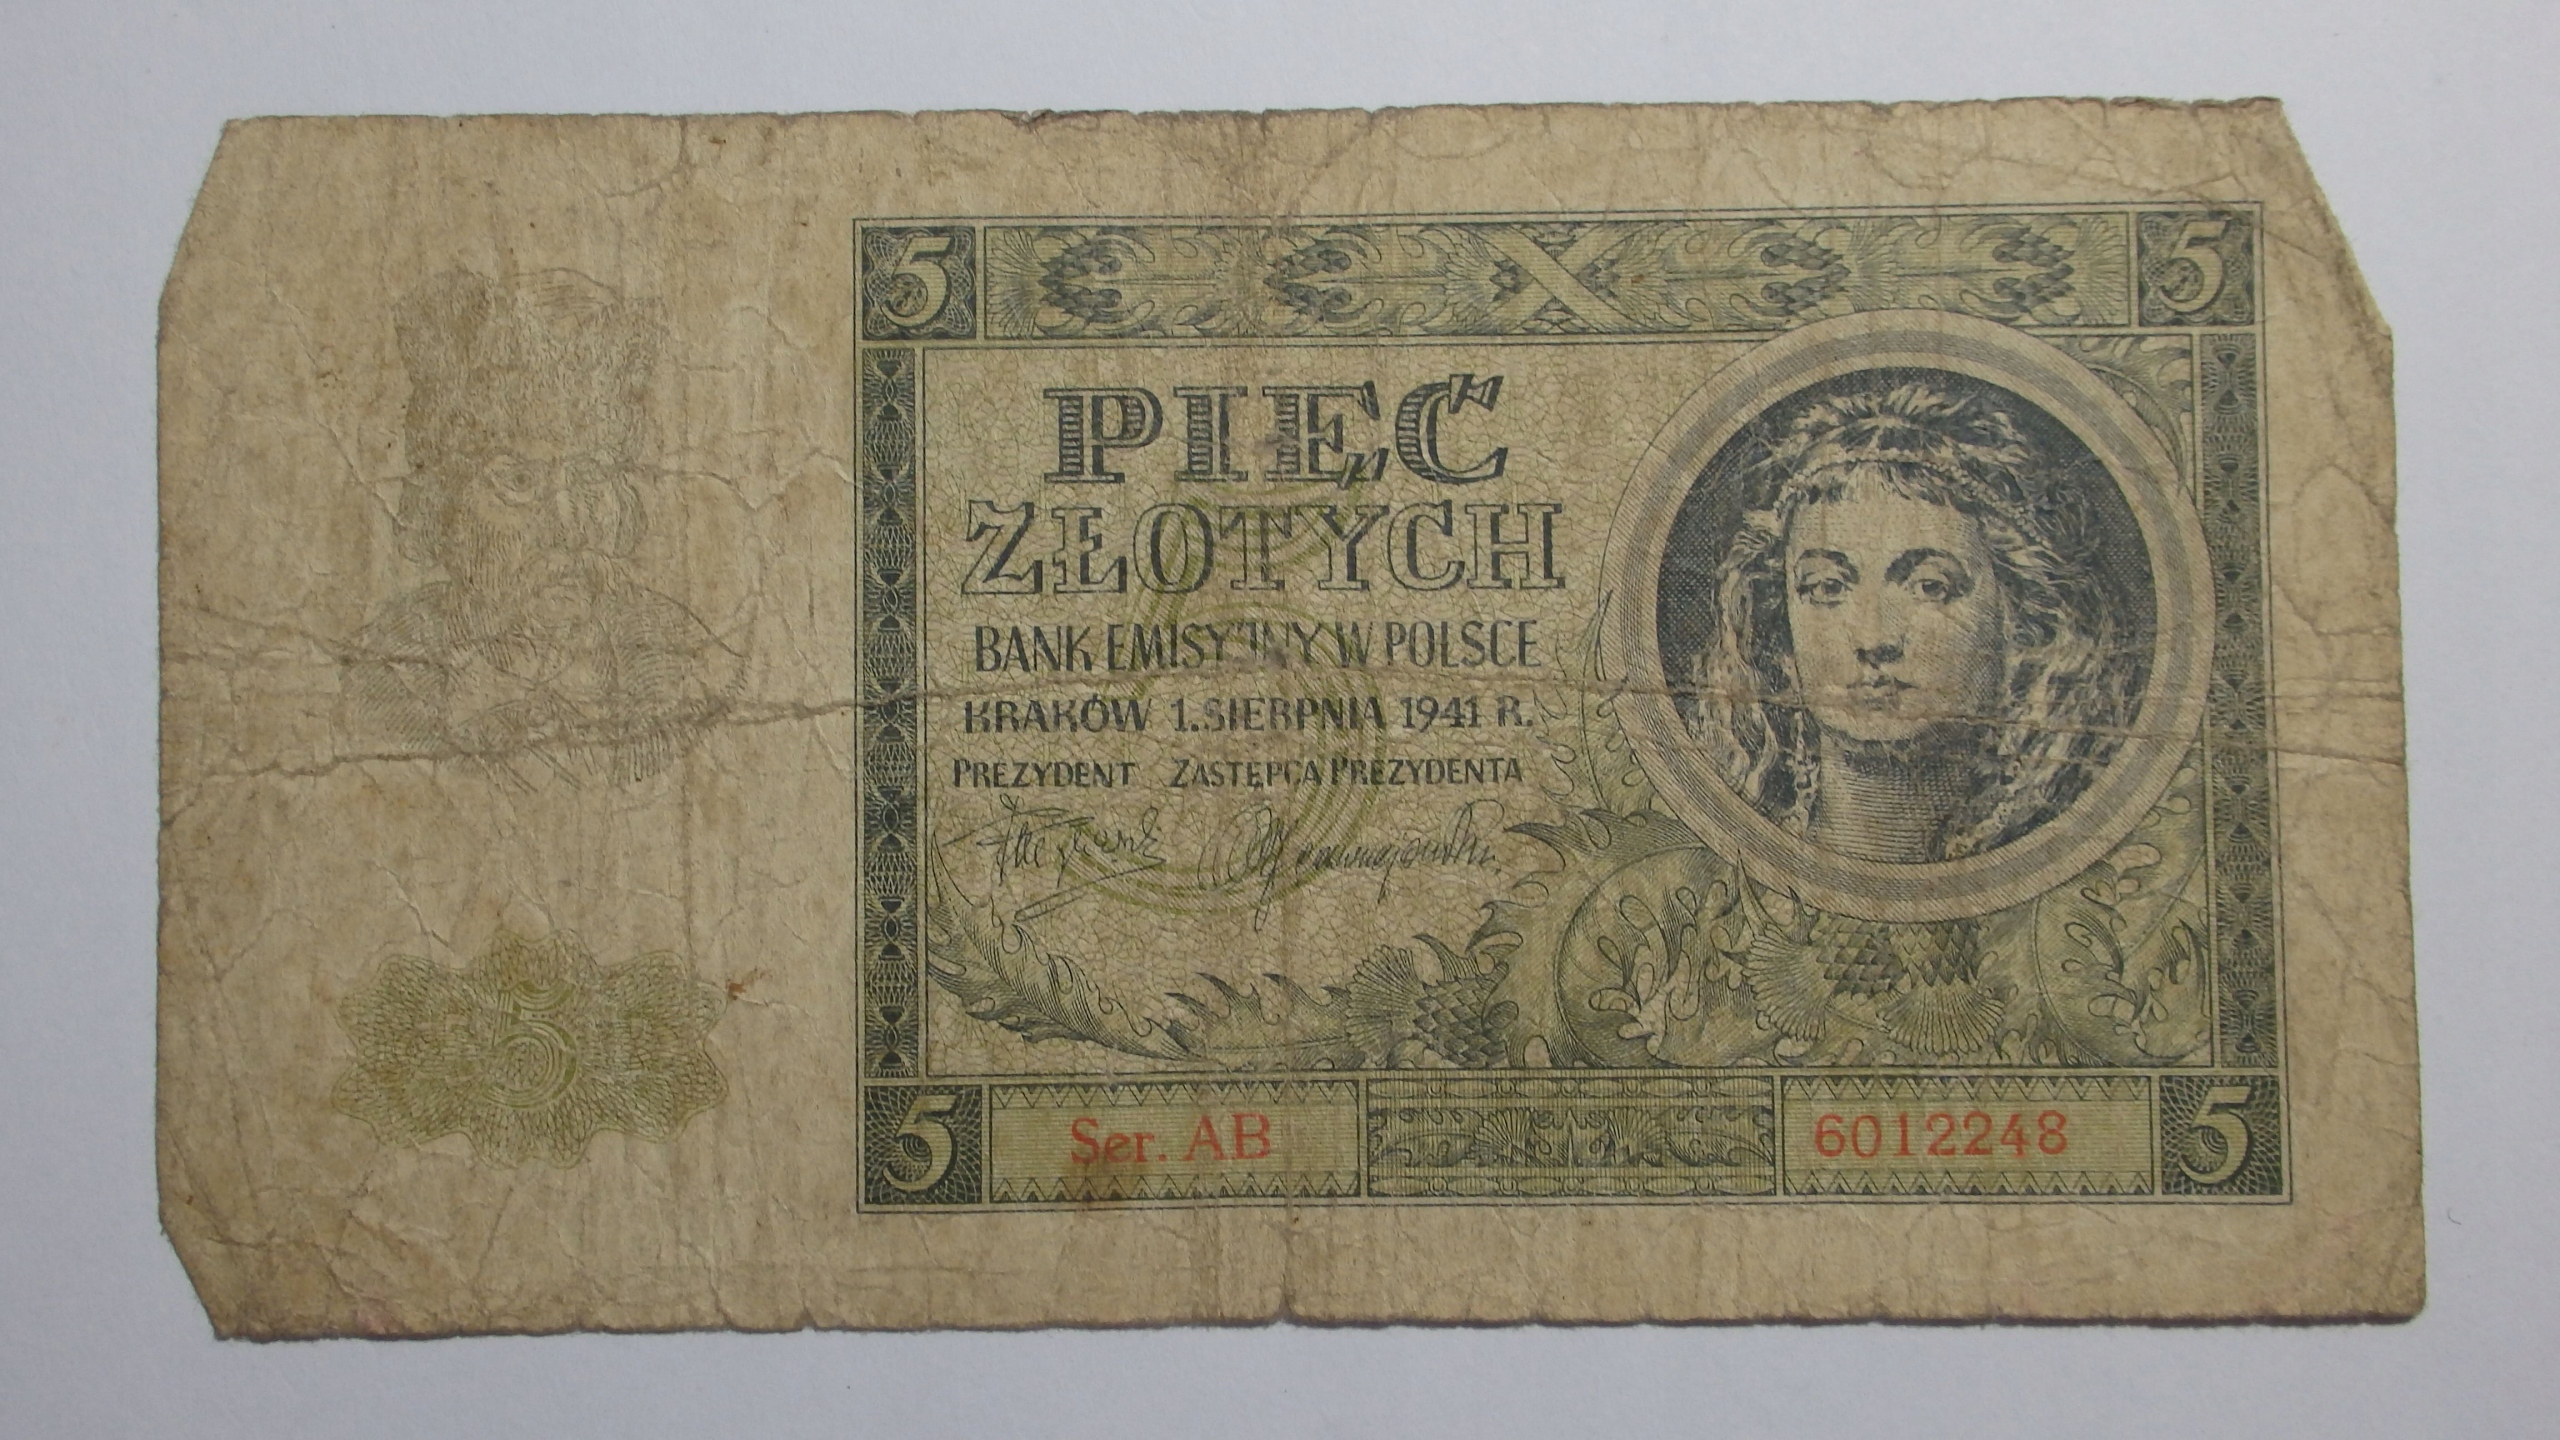 5 5
PIĘĆ
ZŁOTYCH
BANK EMISYJNY W POLSCE
KRAKÓW 1. SIERPNIA 1941 R.
PREZYDENT ZASTĘPCA PREZYDENTA
5
5 Ser. AB 6012248 5